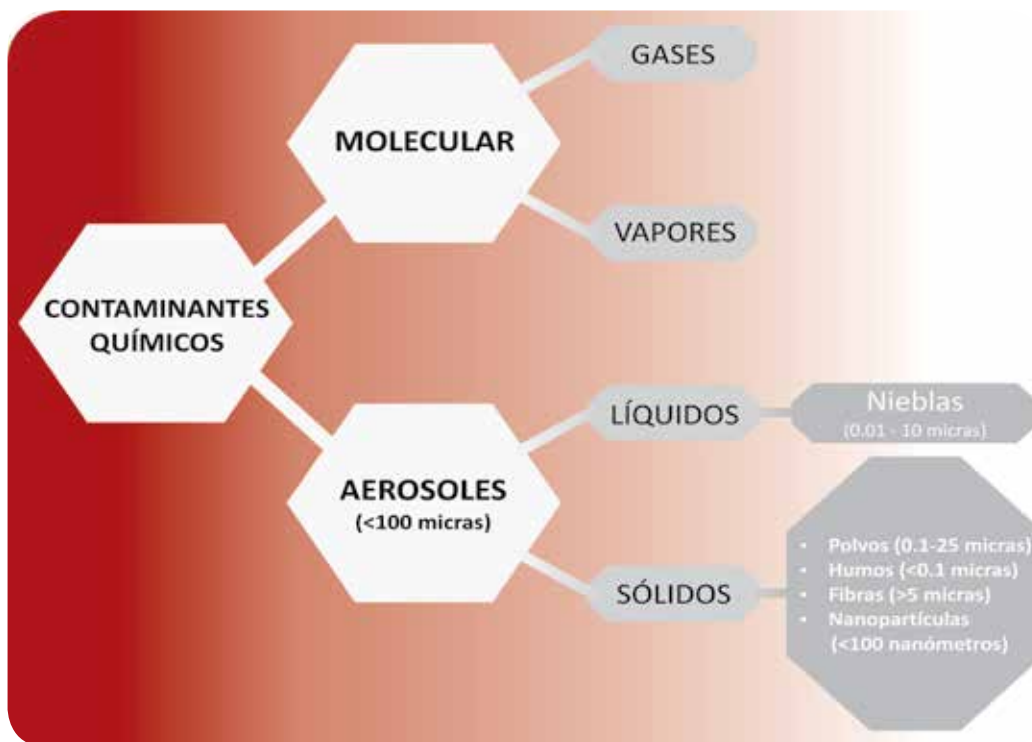 GASES
MOLECULAR
VAPORES
CONTAMINANTES
QUÍMICOS
LÍQUIDOS
Nieblas
(0.01 - 10 micras)
AEROSOLES
(<100 micras)
SÓLIDOS
• Polvos (0.1-25 micras)
• Humos (<0.1 micras)
• Fibras (>5 micras)
• Nanopartículas
(<100 nanómetros)